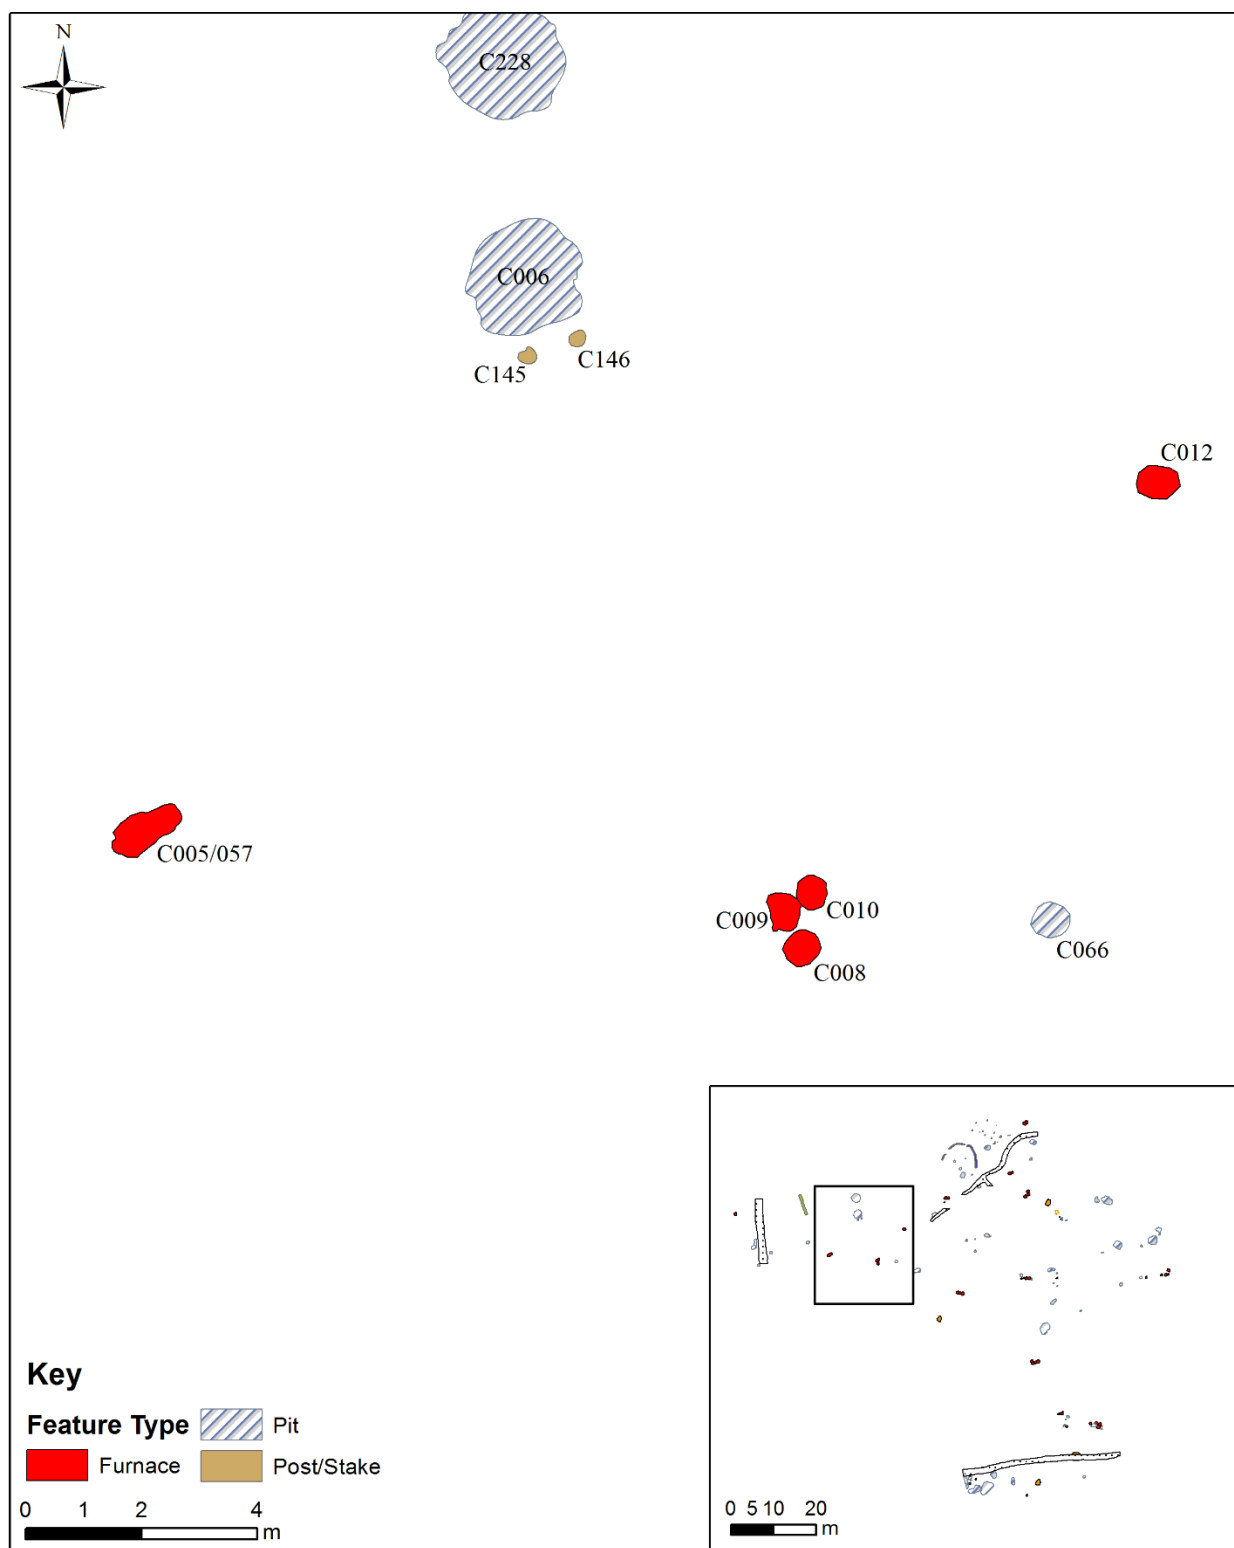 N
C228
C006
C145
C146
C012
C005/057
C009
C010
C008
C066
Key
Feature Type
Pit
Furnace
Post/Stake
0 1 2 4
m
0 5 10 20
m